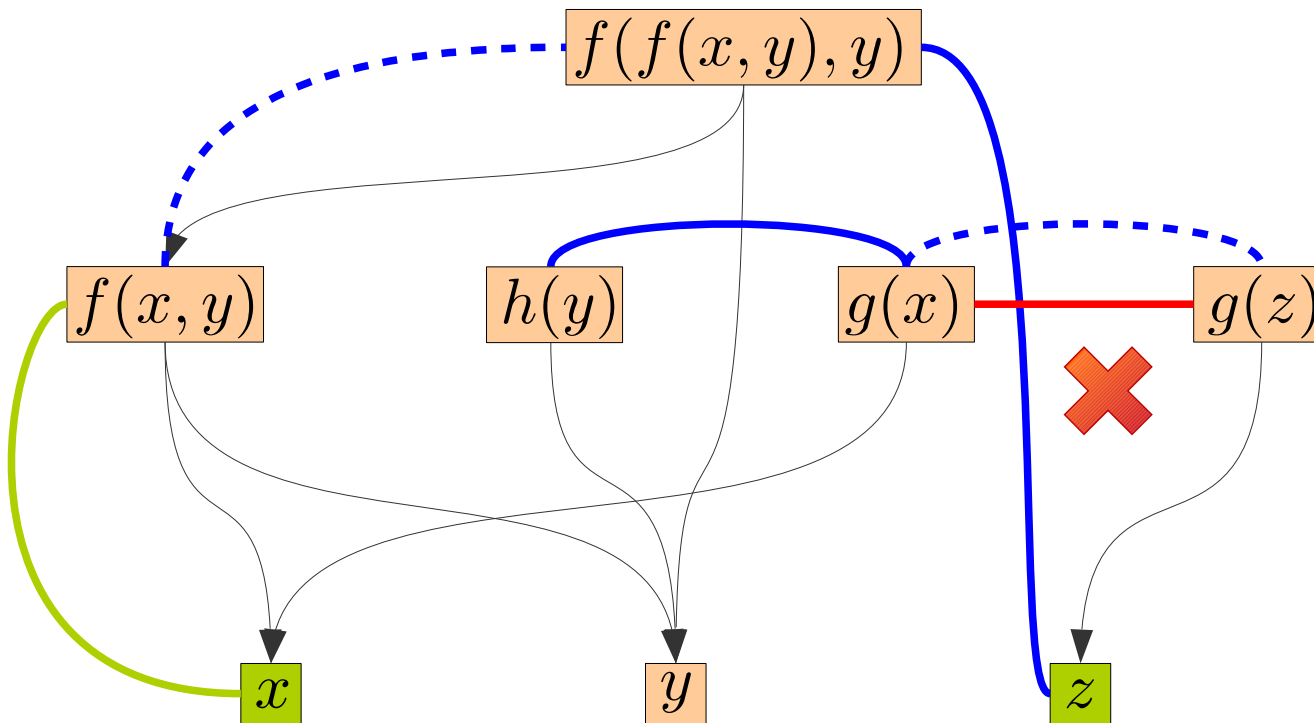 f(f(x, y), y)
f(x, y)
h(y)
g(x)
g(z)
x
y
z